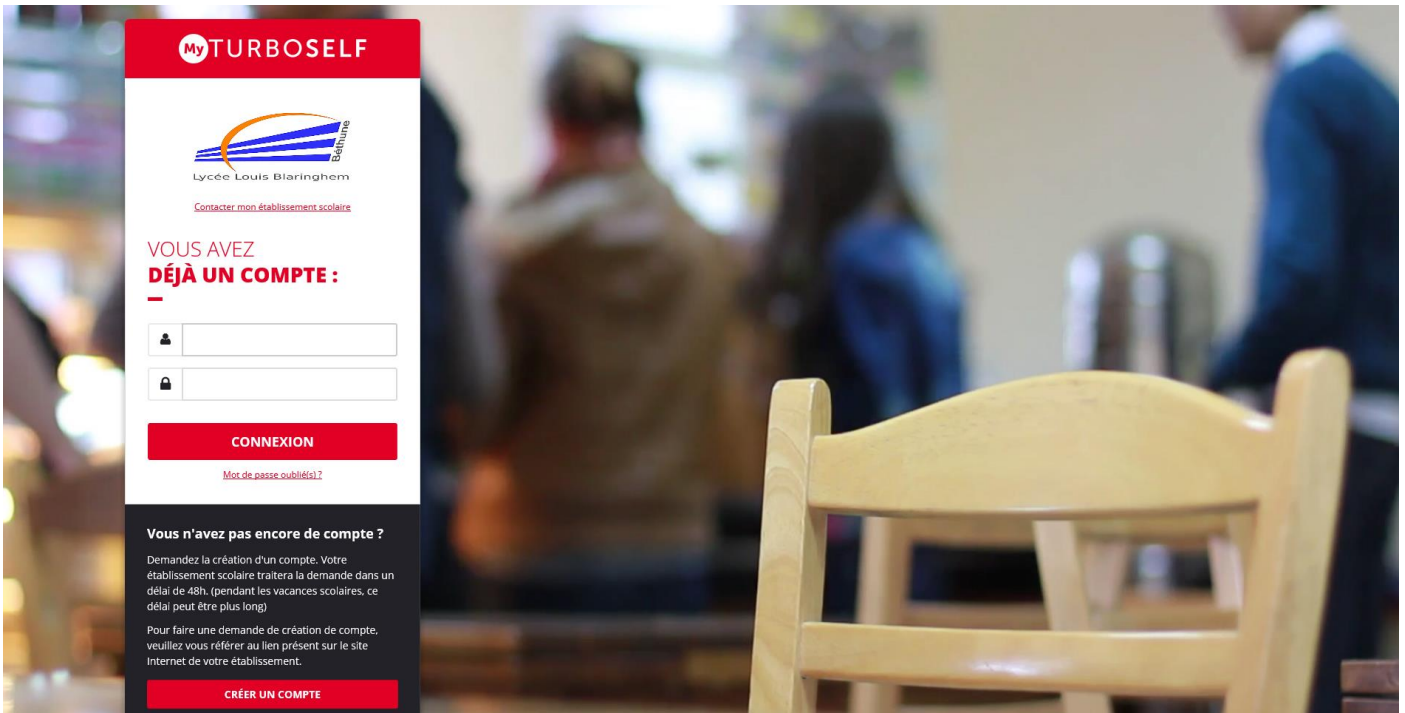 My TURBOSELF
Béthune
Lycée Louis Blaringhem
Contacter mon établissement scolaire
VOUS AVEZ
DÉJÀ UN COMPTE :
CONNEXION
Mot de passe oublié(s) ?
Vous n'avez pas encore de compte ?
Demandez la création d'un compte. Votre
établissement scolaire traitera la demande dans un
délai de 48h. (pendant les vacances scolaires, ce
délai peut être plus long)
Pour faire une demande de création de compte,
veuillez vous référer au lien présent sur le site
Internet de votre établissement.
CRÉER UN COMPTE